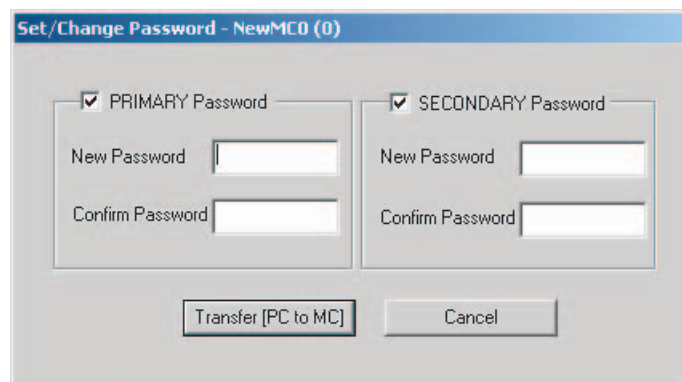 Set/Change Password - NewMC0 (0)
PRIMARY Password
New Password
Confirm Password
SECONDARY Password
New Password
Confirm Password
Transfer [PC to MC]
Cancel